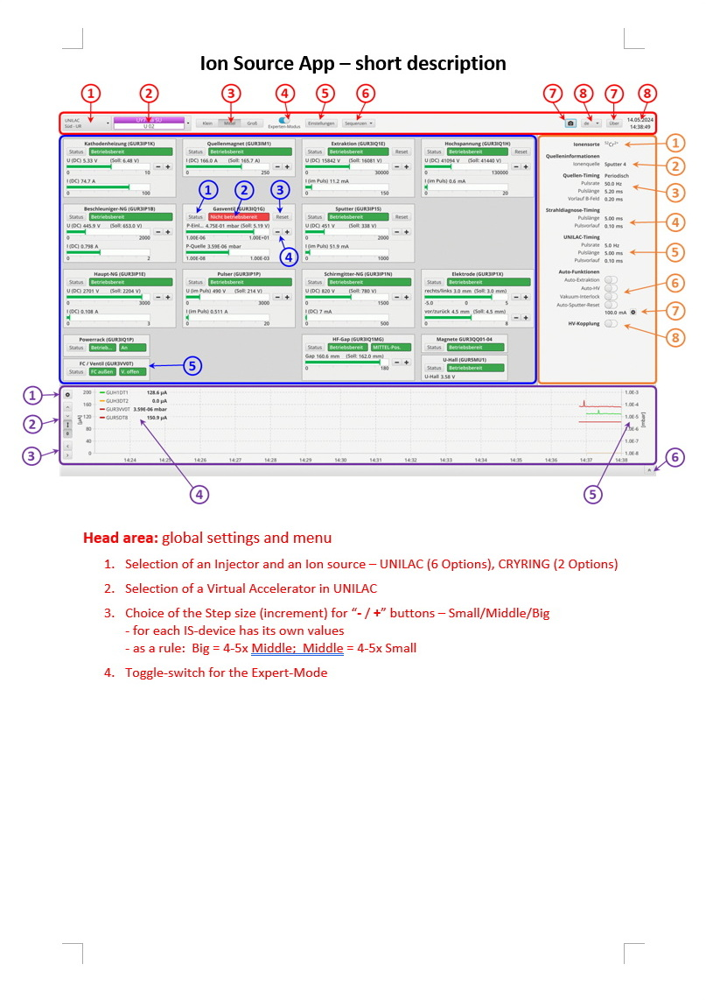 Ion Source App – short description
1 2 3 4 5 6 7 8 7 8
UNILAC
Süd - UR
U 02
Klein Mittel Groß
Experten-Modus
Einstellungen
Sequenzen
de
Über
14.05.2024
14:38:49
Kathodenheizung (GUR3IP1K)
Status Betriebsbereit
U (DC) 5.33 V (Soll: 6.48 V)
0 10
I (DC) 74.7 A
0 100
Quellenmagnet (GUR3IM1)
Status Betriebsbereit
I (DC) 166.0 A (Soll: 165.7 A)
0 250
Extraktion (GUR3IQ1E)
Status Betriebsbereit Reset
U (DC) 15842 V (Soll: 16081 V)
0 30000
I (im Puls) 11.2 mA
0 150
Hochspannung (GUR3IQ1H)
Status Betriebsbereit Reset
U (DC) 41094 V (Soll: 41440 V)
0 130000
I (im Puls) 0.6 mA
0 20
Beschleuniger-NG (GUR3IP1B)
Status Betriebsbereit
U (DC) 445.9 V (Soll: 653.0 V)
0 2000
I (DC) 0.798 A
0 2
1 2 3
Gasventil (GUR3IQ1G)
Status Nicht betriebsbereit Reset
P-Einl... 4.75E-01 mbar (Soll: 5.19 V)
1.00E-06 1.00E+01
P-Quelle 3.59E-06 mbar
1.00E-08 1.00E-03
4
Sputter (GUR3IP1S)
Status Betriebsbereit Reset
U (DC) 451 V (Soll: 338 V)
0 2000
I (im Puls) 51.9 mA
0 1000
Haupt-NG (GUR3IP1E)
Status Betriebsbereit
U (DC) 2701 V (Soll: 2204 V)
0 3000
I (DC) 0.108 A
0 3
Pulser (GUR3IP1P)
Status Betriebsbereit
U (im Puls) 490 V (Soll: 214 V)
0 3000
I (im Puls) 0.511 A
0 20
Schirmgitter-NG (GUR3IP1N)
Status Betriebsbereit
U (DC) 820 V (Soll: 780 V)
0 1500
I (DC) 7 mA
0 500
Elektrode (GUR3IP1X)
Status Betriebsbereit
rechts/links 3.0 mm (Soll: 3.0 mm)
-5.0 0 5
vor/zurück 4.5 mm (Soll: 4.5 mm)
0 8
Powerrack (GUR3IQ1P)
Status Betrieb... An
FC / Ventil (GUR3VV0T)
Status FC außen V. offen
5
HF-Gap (GUR3IQ1MG)
Status Betriebsbereit MITTEL-Pos.
Gap 160.6 mm (Soll: 162.0 mm)
0 180
Magnete GUR3QQ01-04
Status Betriebsbereit
U-Hall (GUR5MU1)
Status Betriebsbereit
U-Hall 3.58 V
Ionensorte 52Cr2+ 1
Quelleninformationen
Ionenquelle Sputter 4 2
Quellen-Timing Periodisch
Pulsrate 50.0 Hz
Pulslänge 5.20 ms 3
Vorlauf B-Feld 0.20 ms
Strahldiagnose-Timing
Pulslänge 5.00 ms 4
Pulsvorlauf 0.10 ms
UNILAC-Timing
Pulsrate 5.0 Hz
Pulslänge 5.00 ms 5
Pulsvorlauf 0.10 ms
Auto-Funktionen
Auto-Extraktion
Auto-HV 6
Vakuum-Interlock
Auto-Sputter-Reset
100.0 mA 7
HV-Kopplung 8
1
2
3
[µA]
200
160
120
80
40
0
GUH1DT1 128.6 µA
GUH3DT2 0.0 µA
GUR3VV0T 3.59E-06 mbar
GUR5DT8 150.9 µA
1.0E-3
1.0E-4
1.0E-5
1.0E-6
1.0E-7
1.0E-8
[mbar]
14:24 14:25 14:26 14:27 14:28 14:29 14:30 14:31 14:32 14:33 14:34 14:35 14:36 14:37 14:38
4 5 6
Head area: global settings and menu
1. Selection of an Injector and an Ion source – UNILAC (6 Options), CRYRING (2 Options)
2. Selection of a Virtual Accelerator in UNILAC
3. Choice of the Step size (increment) for “- / +” buttons – Small/Middle/Big
- for each IS-device has its own values
- as a rule: Big = 4-5x Middle; Middle = 4-5x Small
4. Toggle-switch for the Expert-Mode